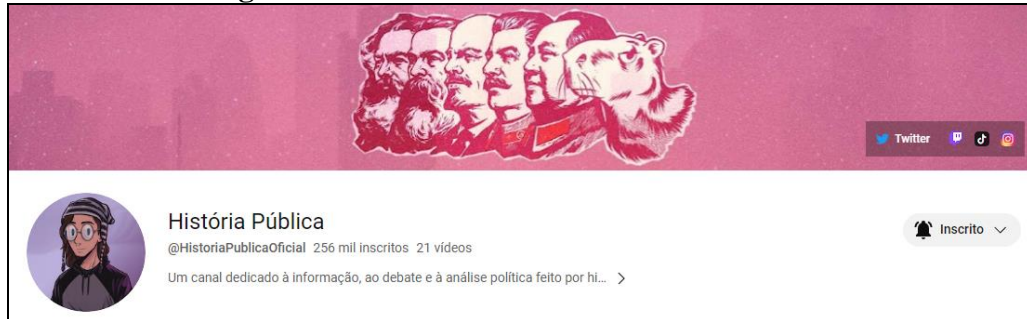 Twitter
História Pública
@HistoriaPublicaOficial 256 mil inscritos 21 vídeos
Inscrito
Um canal dedicado à informação, ao debate e à análise política feito por hi...